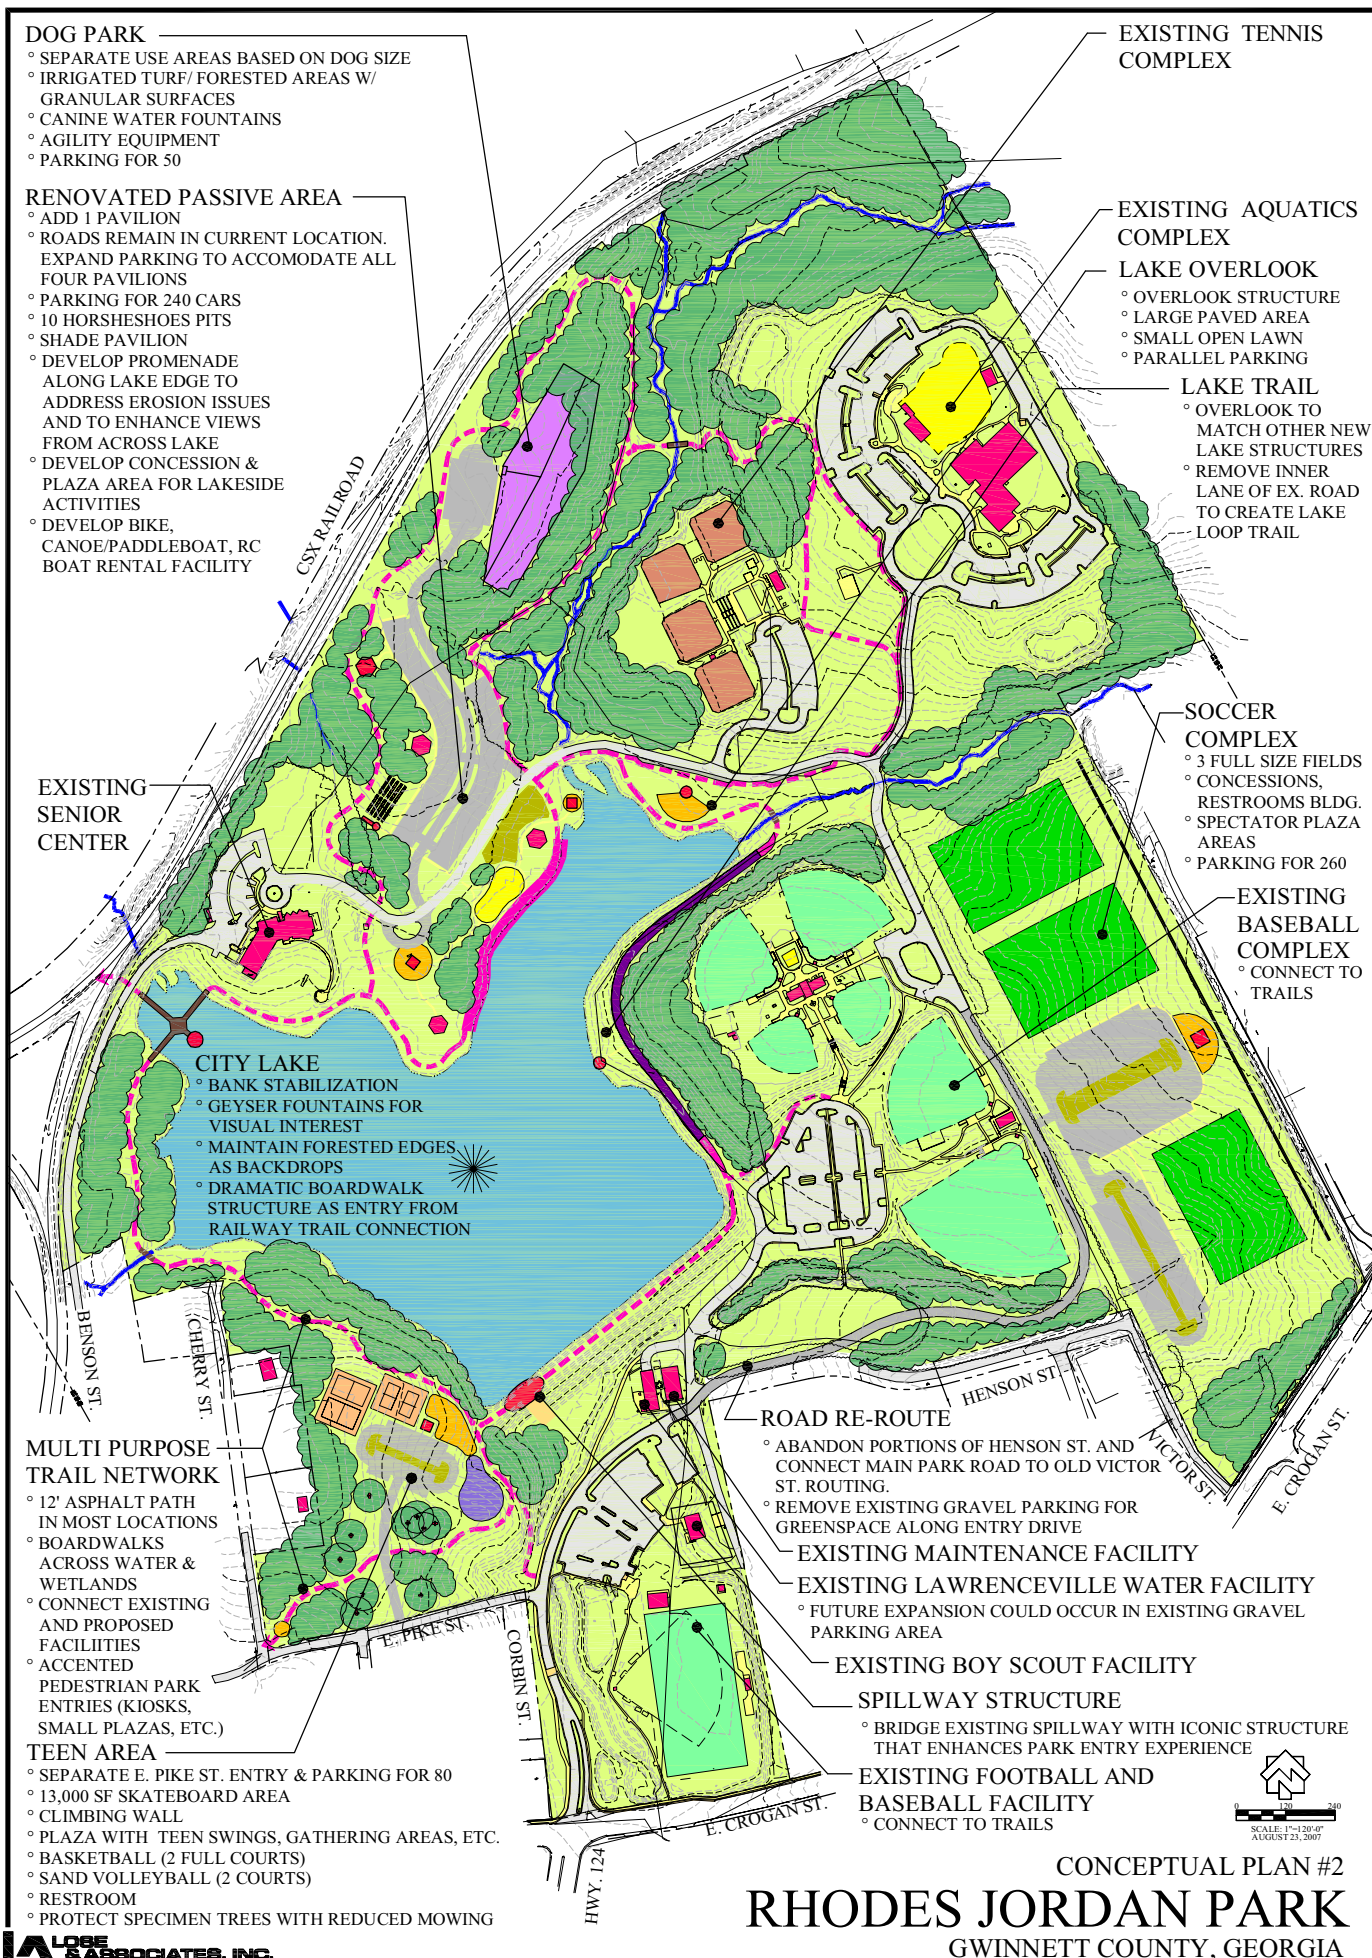 DOG PARK
° SEPARATE USE AREAS BASED ON DOG SIZE
° IRRIGATED TURF/ FORESTED AREAS W/
GRANULAR SURFACES
° CANINE WATER FOUNTAINS
° AGILITY EQUIPMENT
° PARKING FOR 50
RENOVATED PASSIVE AREA
° ADD 1 PAVILION
° ROADS REMAIN IN CURRENT LOCATION.
EXPAND PARKING TO ACCOMODATE ALL
FOUR PAVILIONS
° PARKING FOR 240 CARS
° 10 HORSHESHOES PITS
° SHADE PAVILION
° DEVELOP PROMENADE
ALONG LAKE EDGE TO
ADDRESS EROSION ISSUES
AND TO ENHANCE VIEWS
FROM ACROSS LAKE
° DEVELOP CONCESSION &
PLAZA AREA FOR LAKESIDE
ACTIVITIES
° DEVELOP BIKE,
CANOE/PADDLEBOAT, RC
BOAT RENTAL FACILITY
CSX RAILROAD
EXISTING
SENIOR
CENTER
EXISTING TENNIS
COMPLEX
EXISTING AQUATICS
COMPLEX
LAKE OVERLOOK
° OVERLOOK STRUCTURE
° LARGE PAVED AREA
° SMALL OPEN LAWN
° PARALLEL PARKING
LAKE TRAIL
° OVERLOOK TO
MATCH OTHER NEW
LAKE STRUCTURES
° REMOVE INNER
LANE OF EX. ROAD
TO CREATE LAKE
LOOP TRAIL
SOCCER
COMPLEX
° 3 FULL SIZE FIELDS
° CONCESSIONS,
RESTROOMS BLDG.
° SPECTATOR PLAZA
AREAS
° PARKING FOR 260
EXISTING
BASEBALL
COMPLEX
° CONNECT TO
TRAILS
CITY LAKE
° BANK STABILIZATION
° GEYSER FOUNTAINS FOR
VISUAL INTEREST
° MAINTAIN FORESTED EDGES
AS BACKDROPS
° DRAMATIC BOARDWALK
STRUCTURE AS ENTRY FROM
RAILWAY TRAIL CONNECTION
BENSON ST.
CHERRY ST.
HENSON ST.
VICTOR ST.
E. CROGAN ST.
MULTI PURPOSE
TRAIL NETWORK
° 12' ASPHALT PATH
IN MOST LOCATIONS
° BOARDWALKS
ACROSS WATER &
WETLANDS
° CONNECT EXISTING
AND PROPOSED
FACILIITIES
° ACCENTED
PEDESTRIAN PARK
ENTRIES (KIOSKS,
SMALL PLAZAS, ETC.)
TEEN AREA
° SEPARATE E. PIKE ST. ENTRY & PARKING FOR 80
° 13,000 SF SKATEBOARD AREA
° CLIMBING WALL
° PLAZA WITH TEEN SWINGS, GATHERING AREAS, ETC.
° BASKETBALL (2 FULL COURTS)
° SAND VOLLEYBALL (2 COURTS)
° RESTROOM
° PROTECT SPECIMEN TREES WITH REDUCED MOWING
E. PIKE ST.
CORBIN ST.
HWY. 124
E. CROGAN ST.
ROAD RE-ROUTE
° ABANDON PORTIONS OF HENSON ST. AND
CONNECT MAIN PARK ROAD TO OLD VICTOR
ST. ROUTING.
° REMOVE EXISTING GRAVEL PARKING FOR
GREENSPACE ALONG ENTRY DRIVE
EXISTING MAINTENANCE FACILITY
EXISTING LAWRENCEVILLE WATER FACILITY
° FUTURE EXPANSION COULD OCCUR IN EXISTING GRAVEL
PARKING AREA
EXISTING BOY SCOUT FACILITY
SPILLWAY STRUCTURE
° BRIDGE EXISTING SPILLWAY WITH ICONIC STRUCTURE
THAT ENHANCES PARK ENTRY EXPERIENCE
EXISTING FOOTBALL AND
BASEBALL FACILITY
° CONNECT TO TRAILS
0 120 240
SCALE: 1"=120'-0"
AUGUST 23, 2007
CONCEPTUAL PLAN #2
RHODES JORDAN PARK
GWINNETT COUNTY, GEORGIA
LOSE
& ASSOCIATES, INC.